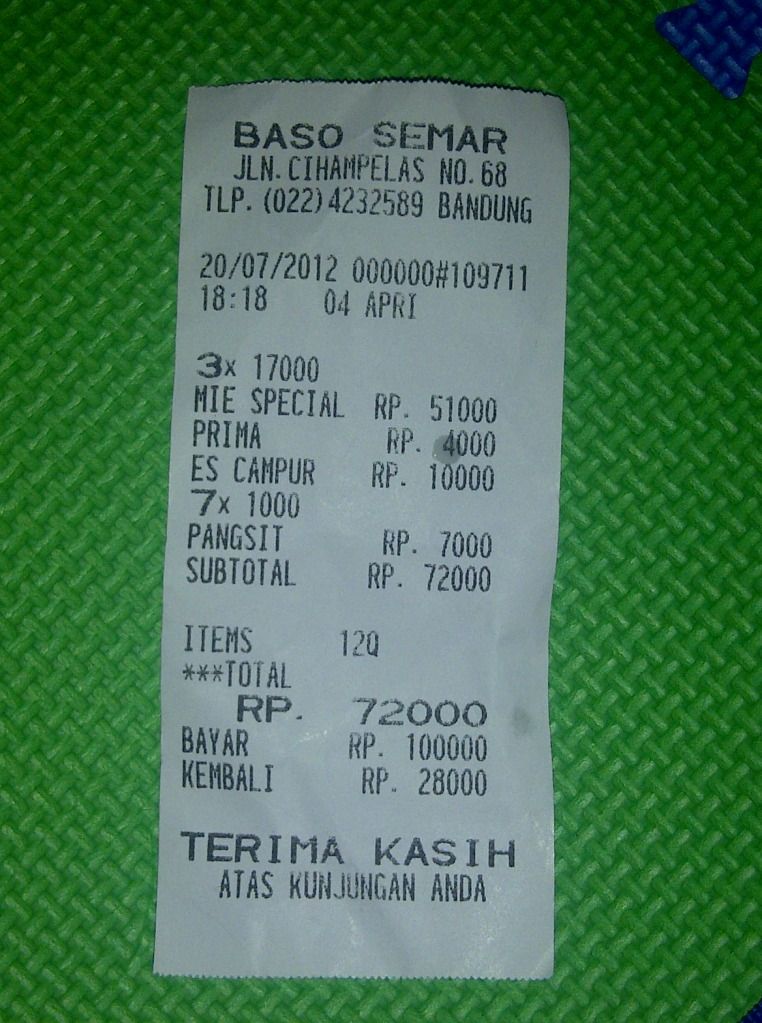 BASO SEMAR
JLN.CIHAMPELAS NO.68
TLP.(022)4232589 BANDUNG
20/07/2012 000000#109711
18:18 04 APRI
3x 17000
MIE SPECIAL RP. 51000
PRIMA RP. 4000
ES CAMPUR RP. 10000
7x 1000
PANGSIT RP. 7000
SUBTOTAL RP. 72000
ITEMS 12Q
***TOTAL
RP. 72000
BAYAR RP. 100000
KEMBALI RP. 28000
TERIMA KASIH
ATAS KUNJUNGAN ANDA